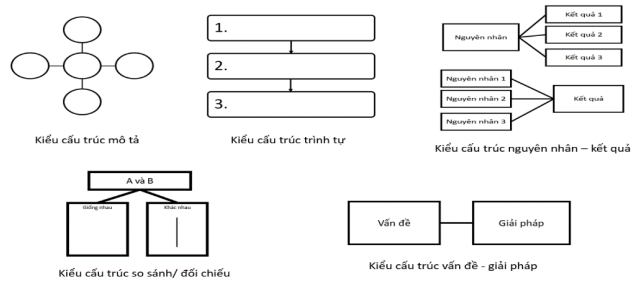 1.
2.
3.
Kiểu cấu trúc mô tả
Kiểu cấu trúc trình tự
Nguyên nhân
Kết quả 1
Kết quả 2
Kết quả 3
Nguyên nhân 1
Nguyên nhân 2
Nguyên nhân 3
Kết quả
Kiểu cấu trúc nguyên nhân – kết quả
A và B
Giống nhau
Khác nhau
Kiểu cấu trúc so sánh/ đối chiếu
Vấn đề
Giải pháp
Kiểu cấu trúc vấn đề - giải pháp